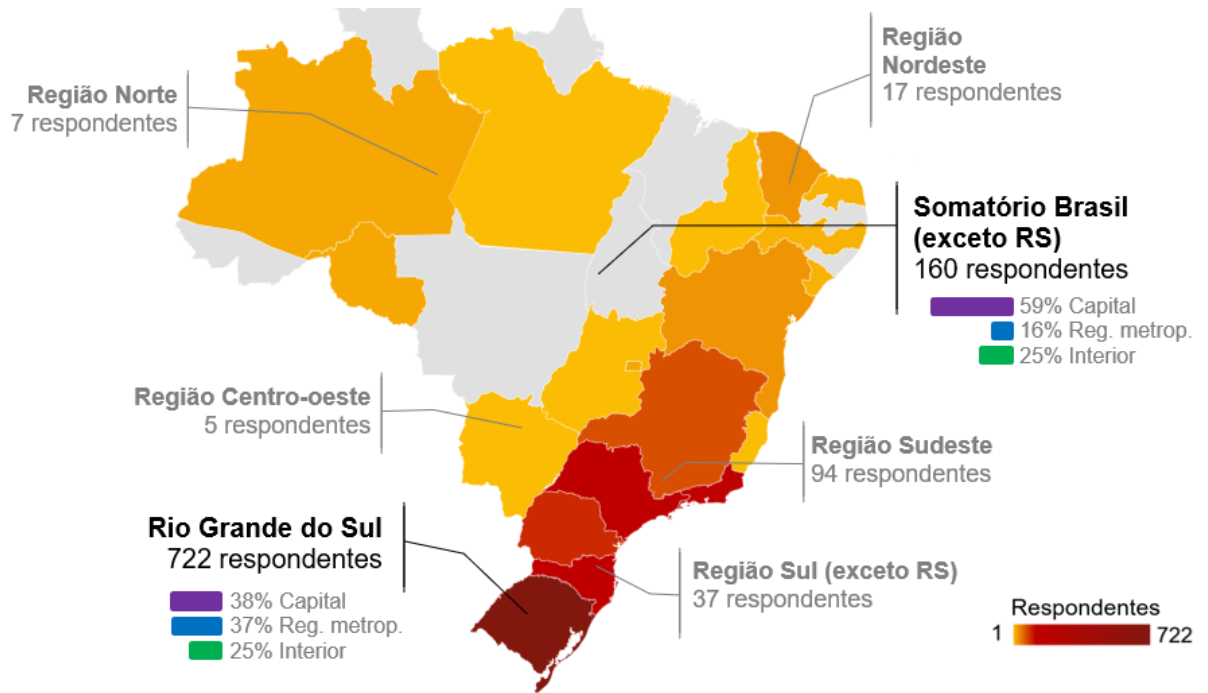 Região Norte
7 respondentes
Região
Nordeste
17 respondentes
Somatório Brasil
(exceto RS)
160 respondentes
59% Capital
16% Reg. metrop.
25% Interior
Região Centro-oeste
5 respondentes
Região Sudeste
94 respondentes
Rio Grande do Sul
722 respondentes
38% Capital
37% Reg. metrop.
25% Interior
Região Sul (exceto RS)
37 respondentes
Respondentes
1 722